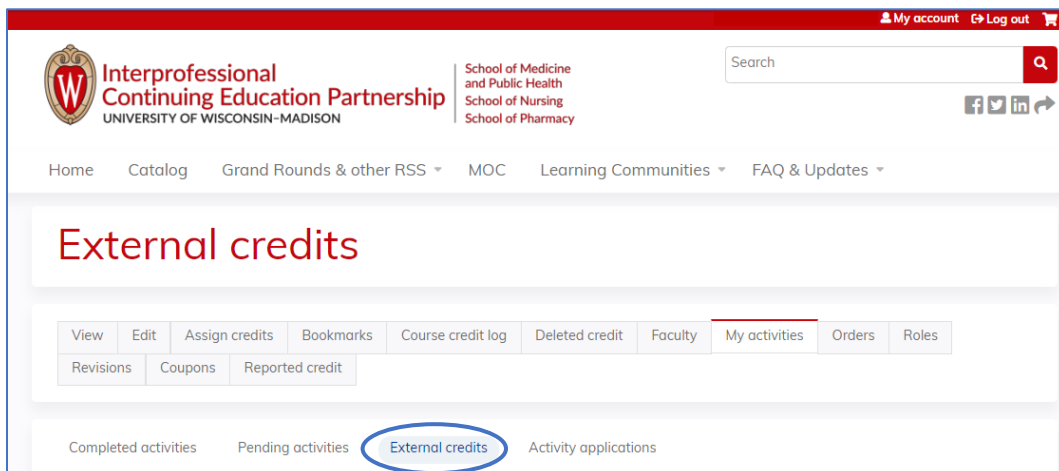 My account Log out
W
Interprofessional
Continuing Education Partnership
UNIVERSITY OF WISCONSIN–MADISON
School of Medicine
and Public Health
School of Nursing
School of Pharmacy
Search
Home Catalog Grand Rounds & other RSS MOC Learning Communities FAQ & Updates
External credits
View Edit Assign credits Bookmarks Course credit log Deleted credit Faculty My activities Orders Roles
Revisions Coupons Reported credit
Completed activities Pending activities External credits Activity applications